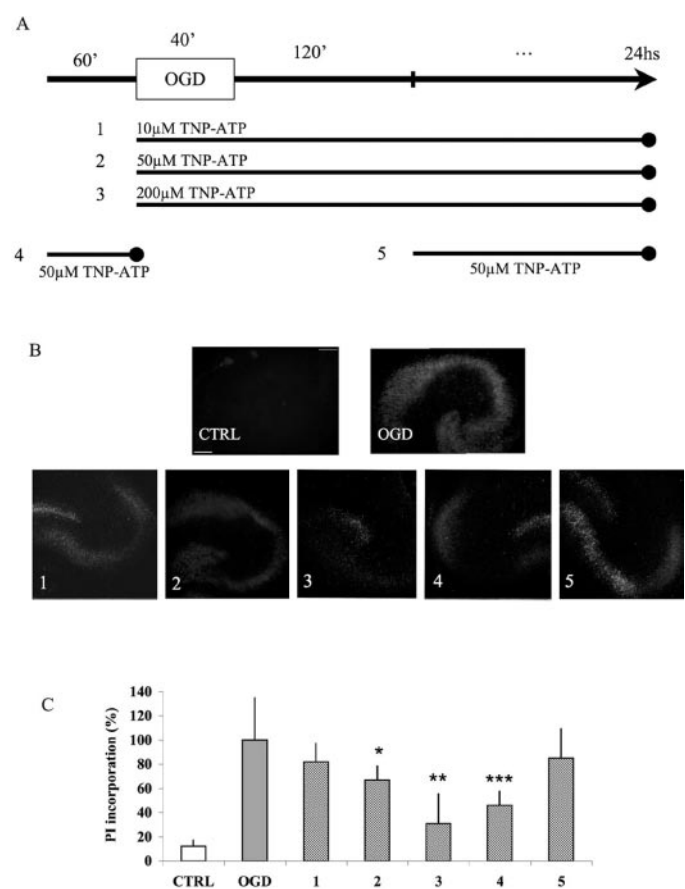 A
60’ 40’ 120’ … 24hs
OGD
1 10µM TNP-ATP
2 50µM TNP-ATP
3 200µM TNP-ATP
4 50µM TNP-ATP
5 50µM TNP-ATP
B
CTRL OGD
1 2 3 4 5
C
PI incorporation (%)
140
120
100
80
60
40
20
0
* ** ***
CTRL OGD 1 2 3 4 5